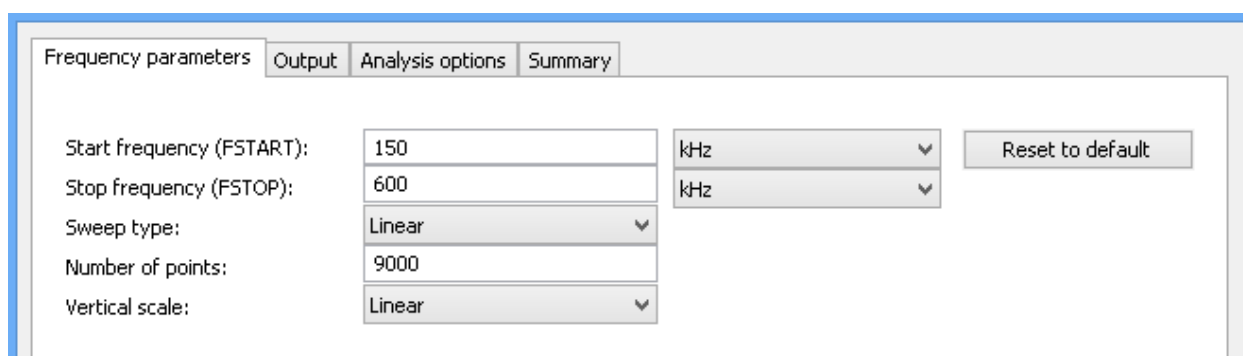 Frequency parameters Output Analysis options Summary
Start frequency (FSTART): 150 kHz Reset to default
Stop frequency (FSTOP): 600 kHz
Sweep type: Linear
Number of points: 9000
Vertical scale: Linear